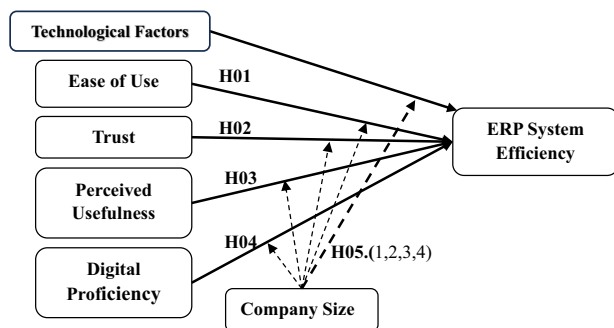 Technological Factors
Ease of Use
H01
Trust
H02
ERP System
Efficiency
Perceived
Usefulness
H03
Digital
Proficiency
H04
H05.(1,2,3,4)
Company Size